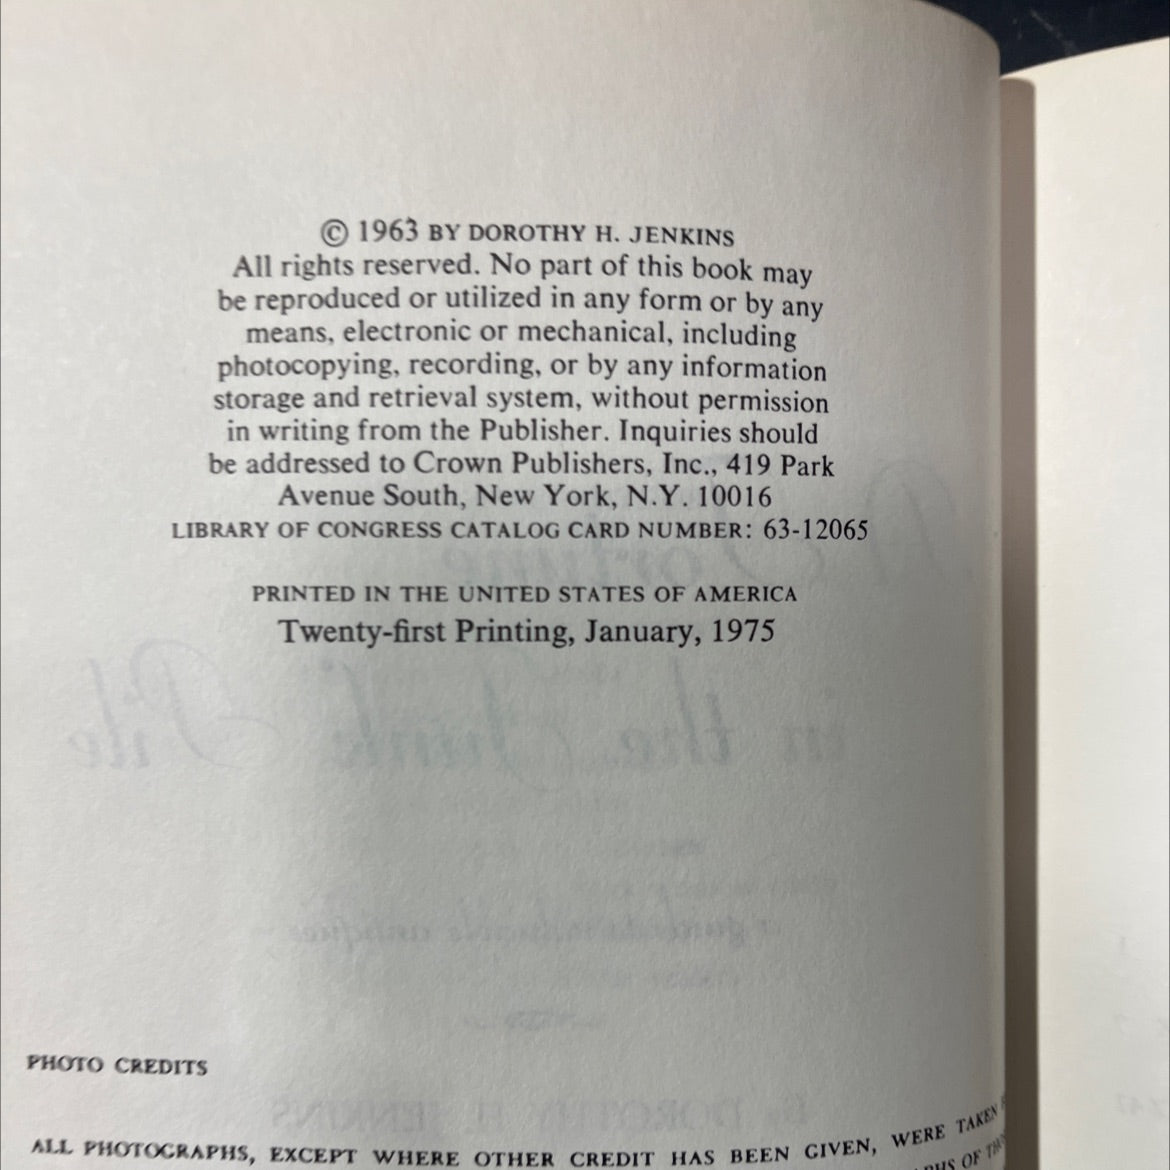 © 1963 BY DOROTHY H. JENKINS
All rights reserved. No part of this book may
be reproduced or utilized in any form or by any
means, electronic or mechanical, including
photocopying, recording, or by any information
storage and retrieval system, without permission
in writing from the Publisher. Inquiries should
be addressed to Crown Publishers, Inc., 419 Park
Avenue South, New York, N.Y. 10016
LIBRARY OF CONGRESS CATALOG CARD NUMBER: 63-12065
PRINTED IN THE UNITED STATES OF AMERICA
Twenty-first Printing, January, 1975
PHOTO CREDITS
ALL PHOTOGRAPHS, EXCEPT WHERE OTHER CREDIT HAS BEEN GIVEN, WERE TAKEN
OF